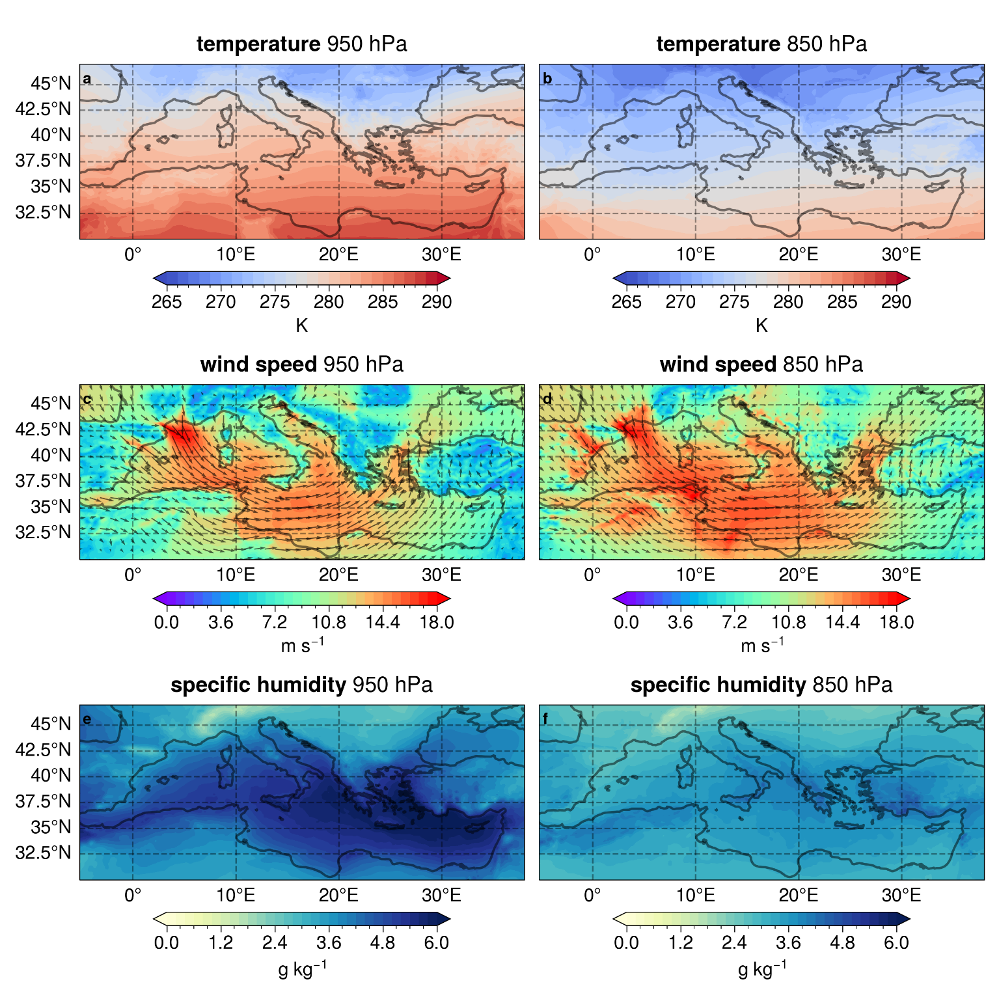 temperature 950 hPa
temperature 850 hPa
a
b
45°N
42.5°N
40°N
37.5°N
35°N
32.5°N
0° 10°E 20°E 30°E
0° 10°E 20°E 30°E
265 270 275 280 285 290
265 270 275 280 285 290
K
K
wind speed 950 hPa
wind speed 850 hPa
c
d
45°N
42.5°N
40°N
37.5°N
35°N
32.5°N
0° 10°E 20°E 30°E
0° 10°E 20°E 30°E
0.0 3.6 7.2 10.8 14.4 18.0
0.0 3.6 7.2 10.8 14.4 18.0
m s⁻¹
m s⁻¹
specific humidity 950 hPa
specific humidity 850 hPa
e
f
45°N
42.5°N
40°N
37.5°N
35°N
32.5°N
0° 10°E 20°E 30°E
0° 10°E 20°E 30°E
0.0 1.2 2.4 3.6 4.8 6.0
0.0 1.2 2.4 3.6 4.8 6.0
g kg⁻¹
g kg⁻¹